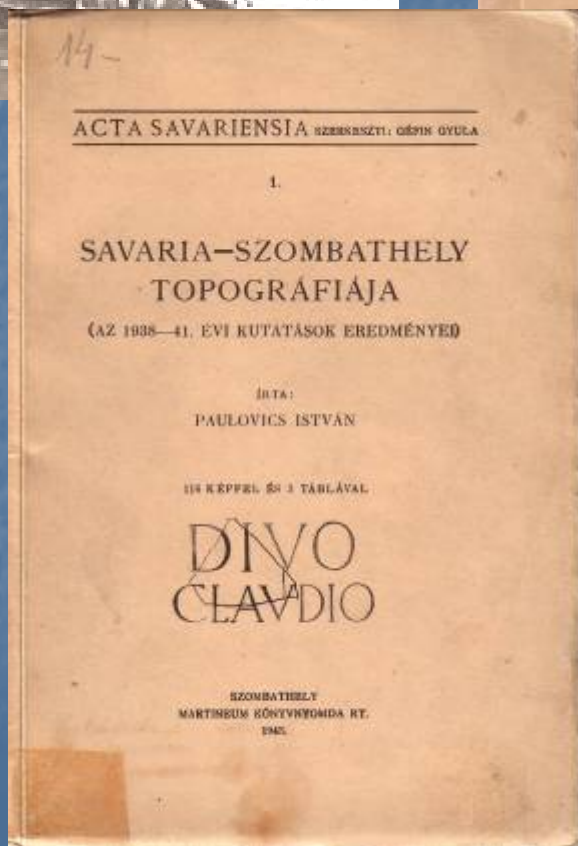 14-
ACTA SAVARIENSIA SZERKESZTI: GÉFIN GYULA
1.
SAVARIA—SZOMBATHELY
TOPOGRÁFIÁJA
(AZ 1938—41. ÉVI KUTATÁSOK EREDMÉNYEI)
ÍRTA:
PAULOVICS ISTVÁN
KÉPPEL ÉS 3 TÁBLÁVAL
DIVO
CLAVDIO
SZOMBATHELY
MARTINEUM KÖNYVNYOMDA RT.